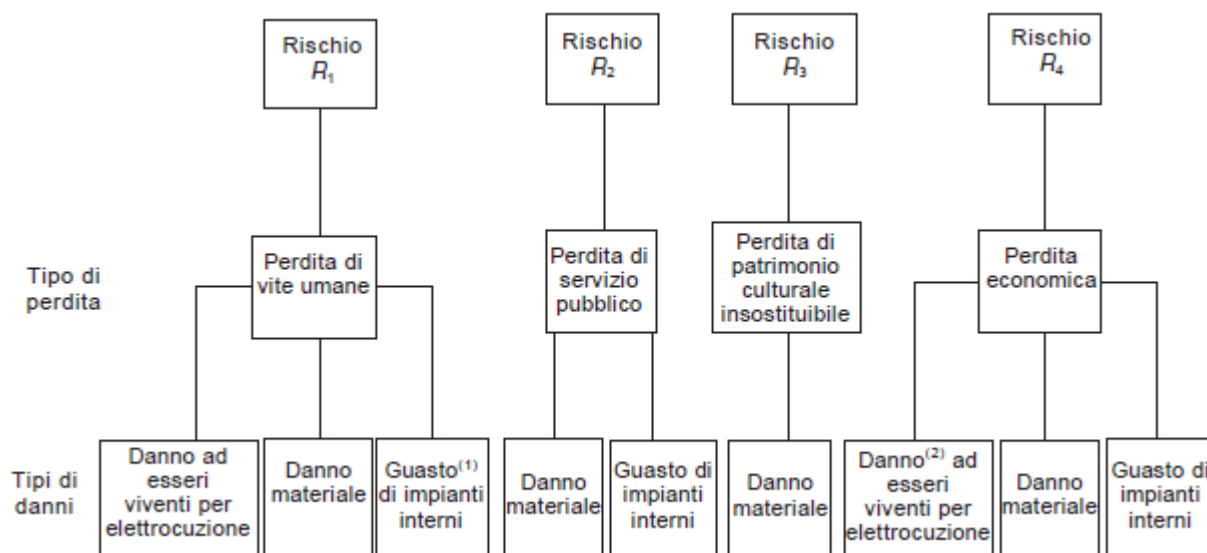 Rischio
R₁
Rischio
R₂
Rischio
R₃
Rischio
R₄
Tipo di
perdita
Perdita di
vite umane
Perdita di
servizio
pubblico
Perdita di
patrimonio
culturale
insostituibile
Perdita
economica
Tipi di
danni
Danno ad
esseri
viventi per
elettrocuzione
Danno
materiale
Guasto⁽¹⁾
di impianti
interni
Danno
materiale
Guasto di
impianti
interni
Danno
materiale
Danno⁽²⁾ ad
esseri
viventi per
elettrocuzione
Danno
materiale
Guasto di
impianti
interni